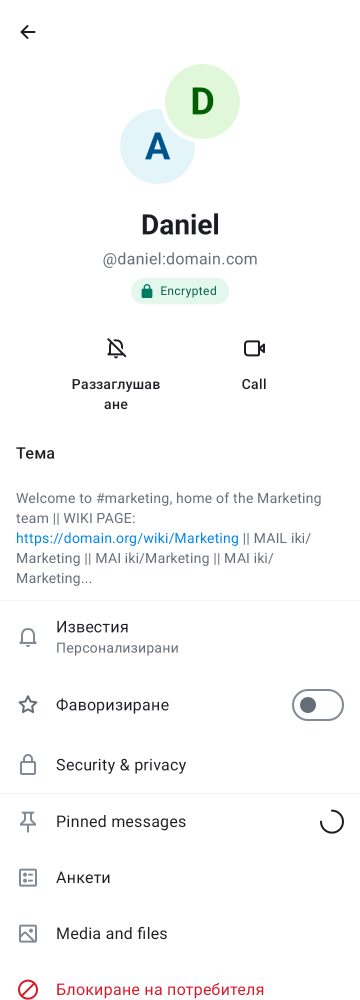 D
A
Daniel
@daniel:domain.com
Encrypted
Раззаглушав
ане
Call
Тема
Welcome to #marketing, home of the Marketing
team || WIKI PAGE:
https://domain.org/wiki/Marketing || MAIL iki/
Marketing || MAI iki/Marketing || MAI iki/
Marketing...
Известия
Персонализирани
Фаворизиране
Security & privacy
Pinned messages
Анкети
Media and files
Блокиране на потребителя